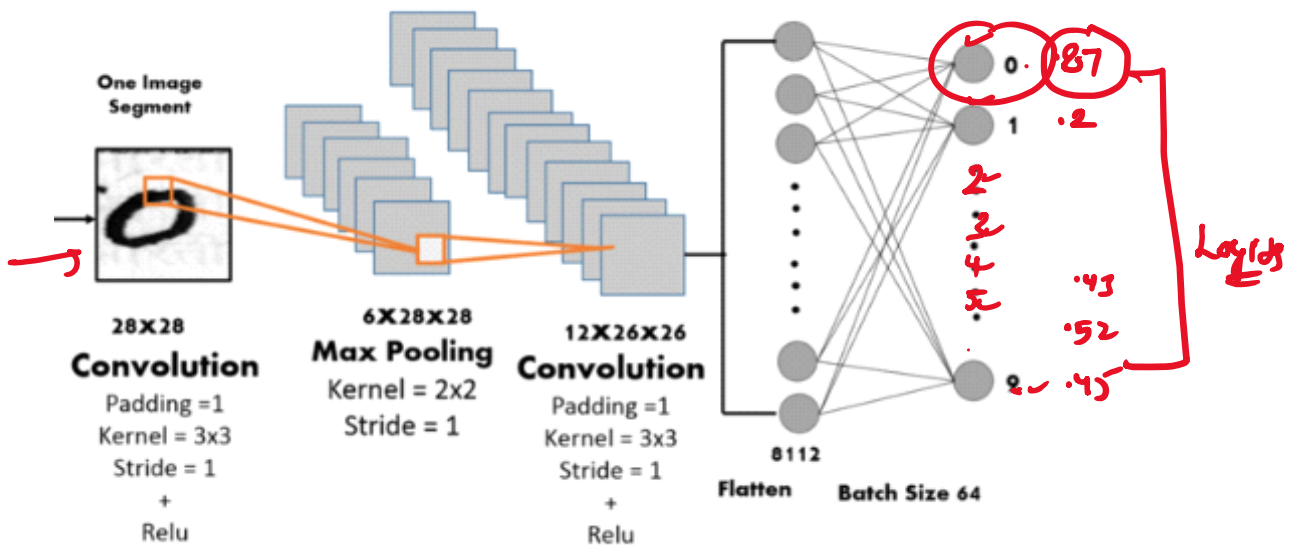 One Image
Segment
28X28
Convolution
Padding =1
Kernel = 3x3
Stride = 1
+
Relu
6X28x28
Max Pooling
Kernel = 2x2
Stride = 1
12X26x26
Convolution
Padding =1
Kernel = 3x3
Stride = 1
+
Relu
8112
Flatten
Batch Size 64
0 .87
1 .2
2
3
4
5
.43
.52
9 .45
Logits